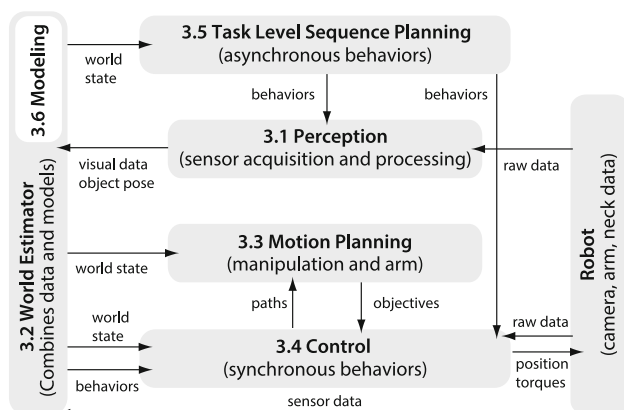 3.6 Modeling
3.2 World Estimator
(Combines data and models)
world
state
3.5 Task Level Sequence Planning
(asynchronous behaviors)
behaviors
behaviors
3.1 Perception
(sensor acquisition and processing)
visual data
object pose
raw data
3.3 Motion Planning
(manipulation and arm)
world state
paths
objectives
world
state
3.4 Control
(synchronous behaviors)
behaviors
raw data
position
torques
sensor data
Robot
(camera, arm, neck data)